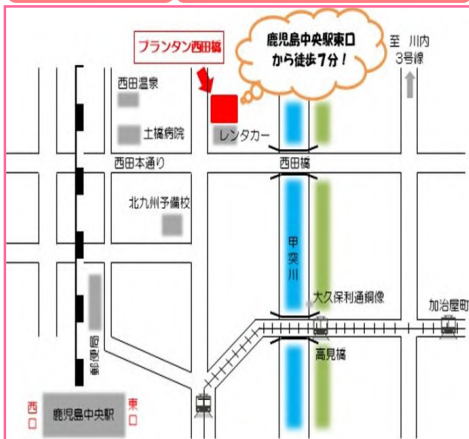 プランタン西田橋
鹿児島中央駅東口
から徒歩7分!
至 川内
3号線
西田温泉
土橋病院
レンタカー
西田本通り
西田橋
北九州予備校
甲突川
大久保利通銅像
加治屋町
郵便局
高見橋
西口
鹿児島中央駅
東口